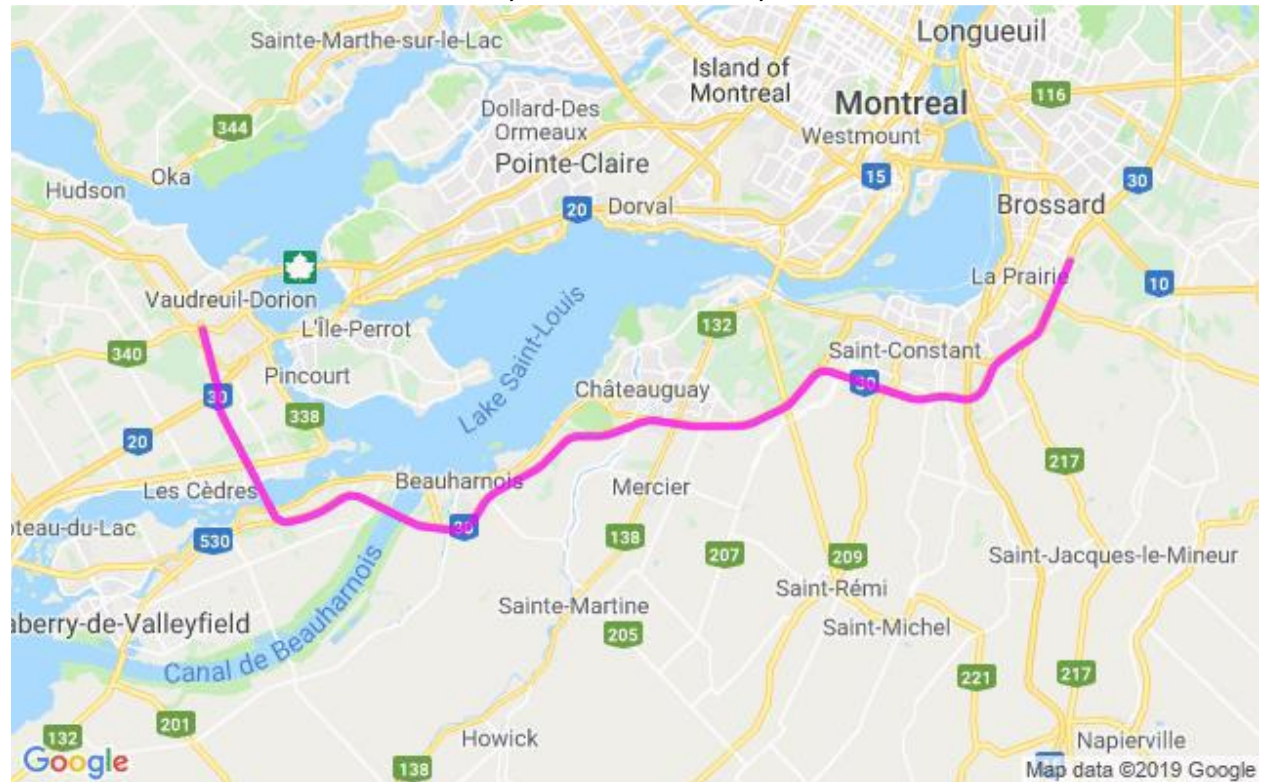 Longueuil
Sainte-Marthe-sur-le-Lac
Island of
Montreal
116
Montreal
Dollard-Des
Ormeaux
344
Westmount
Pointe-Claire
Oka
15
30
Hudson
20
Dorval
Brossard
La Prairie
10
Vaudreuil-Dorion
L'Île-Perrot
132
340
Saint-Constant
Pincourt
Lake Saint-Louis
Châteauguay
30
30
338
20
217
Beauharnois
Mercier
Les Cèdres
oteau-du-Lac
530
30
138
207
209
Saint-Jacques-le-Mineur
Saint-Rémi
Sainte-Martine
aberry-de-Valleyfield
205
Saint-Michel
Canal de Beauharnois
221
217
201
132
Howick
Napierville
Google
138
Map data ©2019 Google